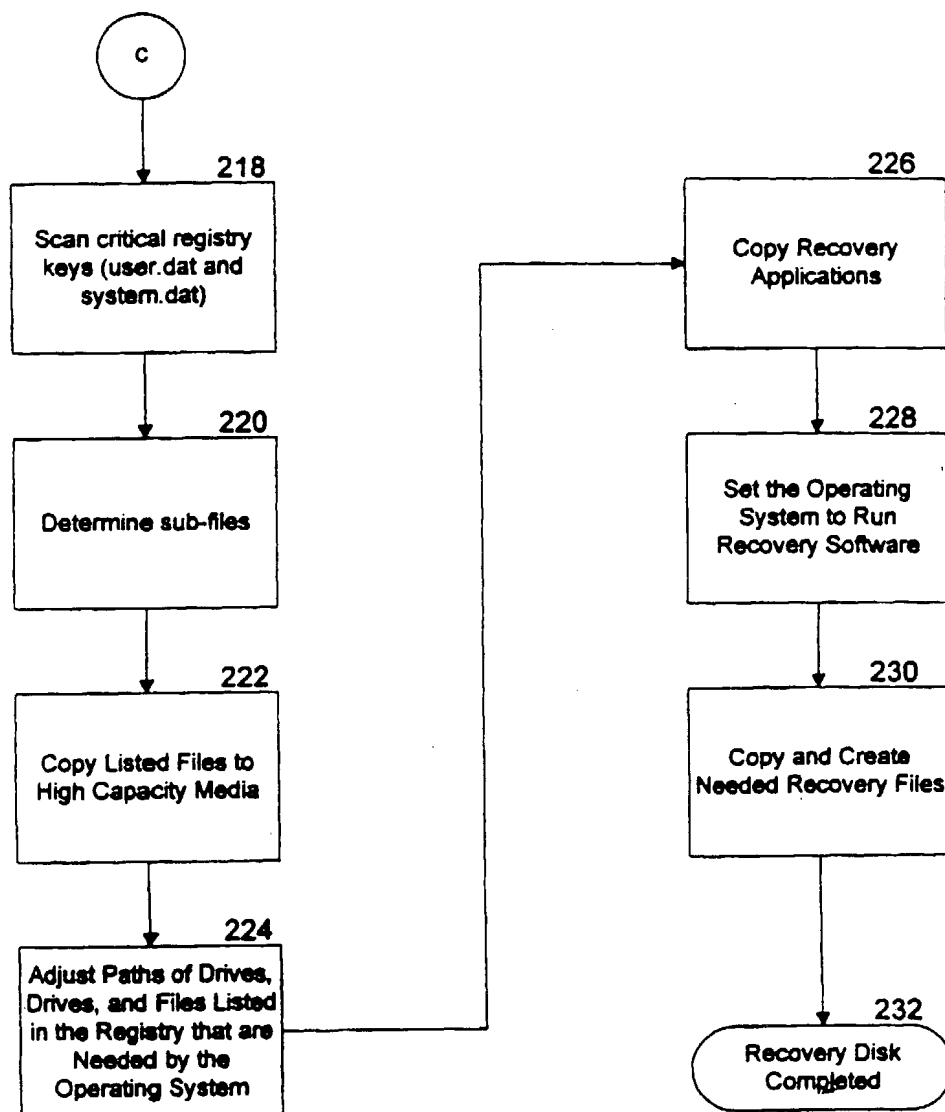 C
218
Scan critical registry
keys (user.dat and
system.dat)
220
Determine sub-files
222
Copy Listed Files to
High Capacity Media
224
Adjust Paths of Drives,
Drives, and Files Listed
in the Registry that are
Needed by the
Operating System
226
Copy Recovery
Applications
228
Set the Operating
System to Run
Recovery Software
230
Copy and Create
Needed Recovery Files
232
Recovery Disk
Completed